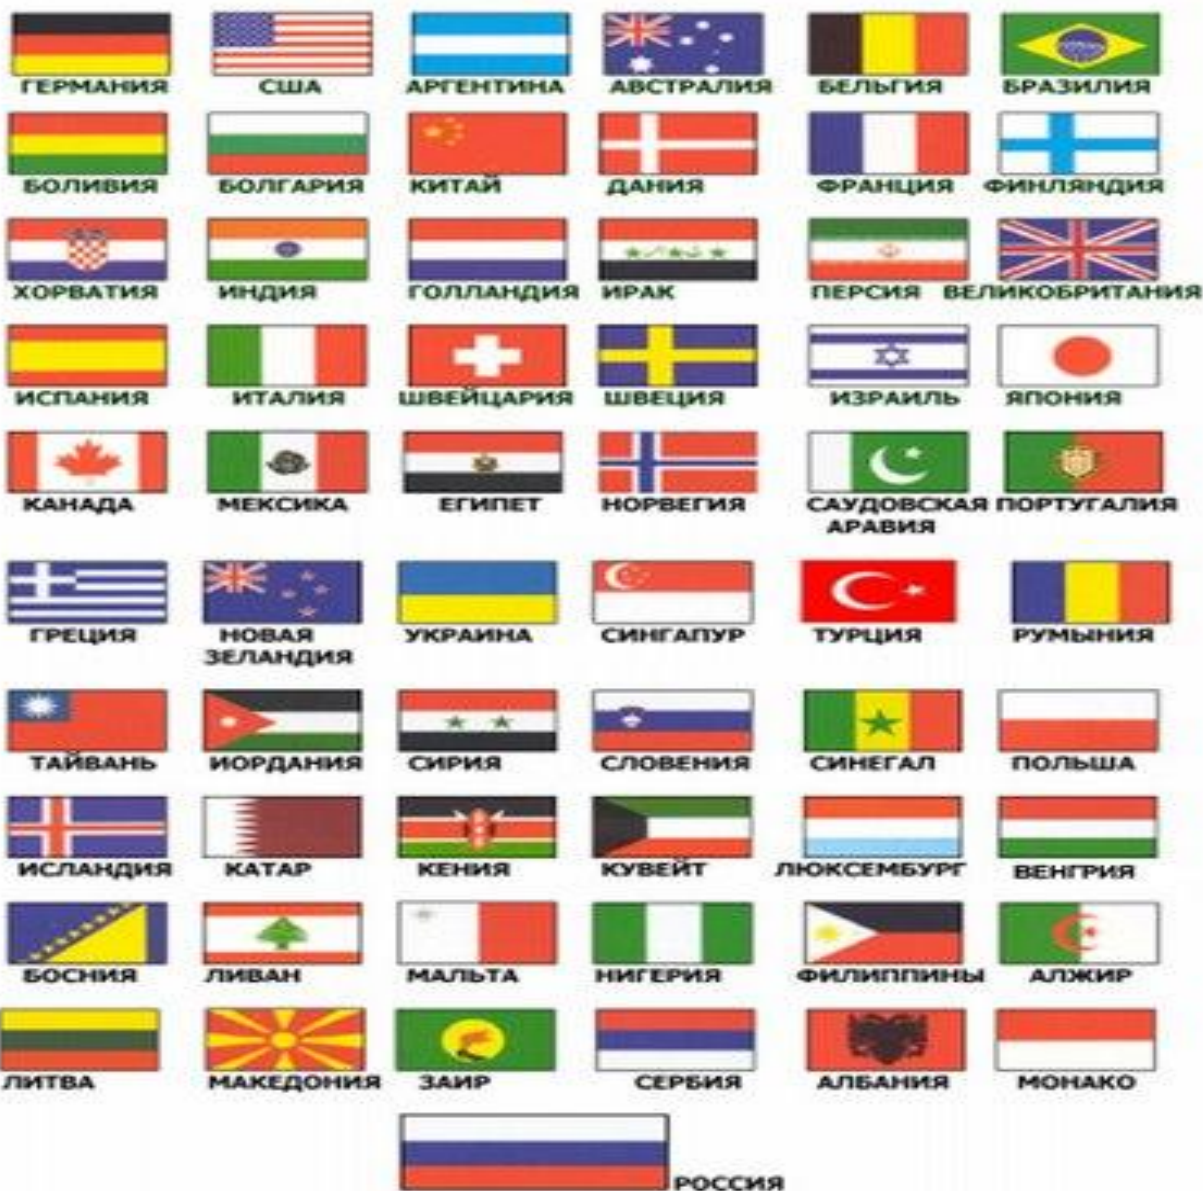 ГЕРМАНИЯ США АРГЕНТИНА АВСТРАЛИЯ БЕЛЬГИЯ БРАЗИЛИЯ
БОЛИВИЯ БОЛГАРИЯ КИТАЙ ДАНИЯ ФРАНЦИЯ ФИНЛЯНДИЯ
ХОРВАТИЯ ИНДИЯ ГОЛЛАНДИЯ ИРАК ПЕРСИЯ ВЕЛИКОБРИТАНИЯ
ИСПАНИЯ ИТАЛИЯ ШВЕЙЦАРИЯ ШВЕЦИЯ ИЗРАИЛЬ ЯПОНИЯ
КАНАДА МЕКСИКА ЕГИПЕТ НОРВЕГИЯ САУДОВСКАЯ ПОРТУГАЛИЯ
АРАВИЯ
ГРЕЦИЯ НОВАЯ УКРАИНА СИНГАПУР ТУРЦИЯ РУМЫНИЯ
ЗЕЛАНДИЯ
ТАЙВАНЬ ИОРДАНИЯ СИРИЯ СЛОВЕНИЯ СИНЕГАЛ ПОЛЬША
ИСЛАНДИЯ КАТАР КЕНИЯ КУВЕЙТ ЛЮКСЕМБУРГ ВЕНГРИЯ
БОСНИЯ ЛИВАН МАЛЬТА НИГЕРИЯ ФИЛИППИНЫ АЛЖИР
ЛИТВА МАКЕДОНИЯ ЗАИР СЕРБИЯ АЛБАНИЯ МОНАКО
РОССИЯ